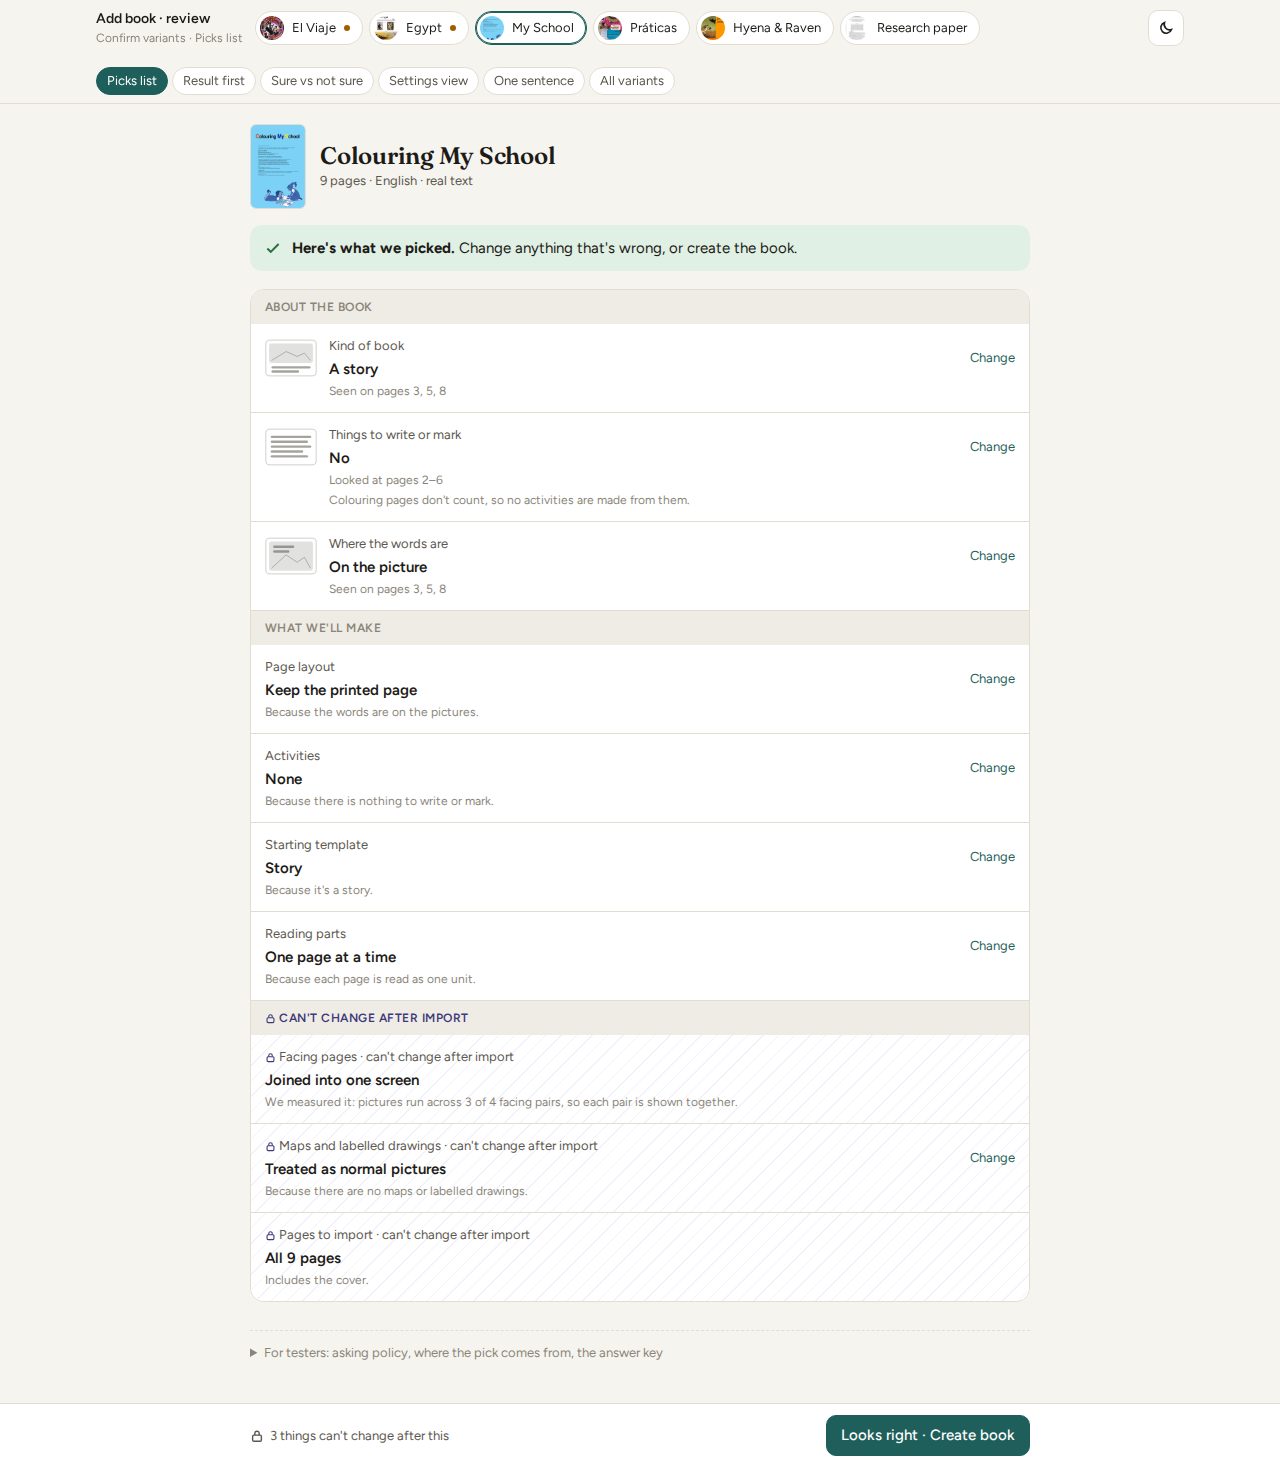 Add book · review
Confirm variants · Picks list
El Viaje
Egypt
My School
Práticas
Hyena & Raven
Research paper
Picks list
Result first
Sure vs not sure
Settings view
One sentence
All variants
Colouring My School
Colouring My School
9 pages · English · real text
Here's what we picked. Change anything that's wrong, or create the book.
ABOUT THE BOOK
Kind of book
A story
Seen on pages 3, 5, 8
Change
Things to write or mark
No
Looked at pages 2–6
Colouring pages don't count, so no activities are made from them.
Change
Where the words are
On the picture
Seen on pages 3, 5, 8
Change
WHAT WE'LL MAKE
Page layout
Keep the printed page
Because the words are on the pictures.
Change
Activities
None
Because there is nothing to write or mark.
Change
Starting template
Story
Because it's a story.
Change
Reading parts
One page at a time
Because each page is read as one unit.
Change
CAN'T CHANGE AFTER IMPORT
Facing pages · can't change after import
Joined into one screen
We measured it: pictures run across 3 of 4 facing pairs, so each pair is shown together.
Maps and labelled drawings · can't change after import
Treated as normal pictures
Because there are no maps or labelled drawings.
Change
Pages to import · can't change after import
All 9 pages
Includes the cover.
For testers: asking policy, where the pick comes from, the answer key
3 things can't change after this
Looks right · Create book